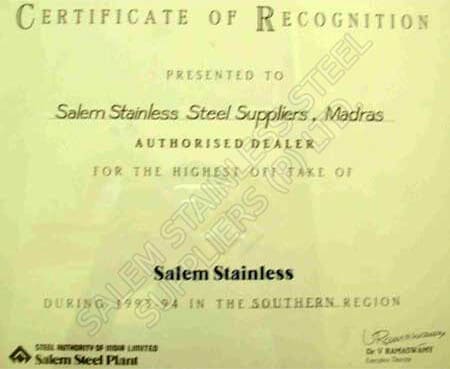 CERTIFICATE OF RECOGNITION
PRESENTED TO
Salem Stainless Steel Suppliers, Madras
AUTHORISED DEALER
FOR THE HIGHEST OFF TAKE OF
Salem Stainless
DURING 1993-94 IN THE SOUTHERN REGION
STEEL AUTHORITY OF INDIA LIMITED
Salem Steel Plant
Dr V RAMASWAMY
Executive Director
SALEM STAINLESS STEEL
SUPPLIERS (P) LTD.,